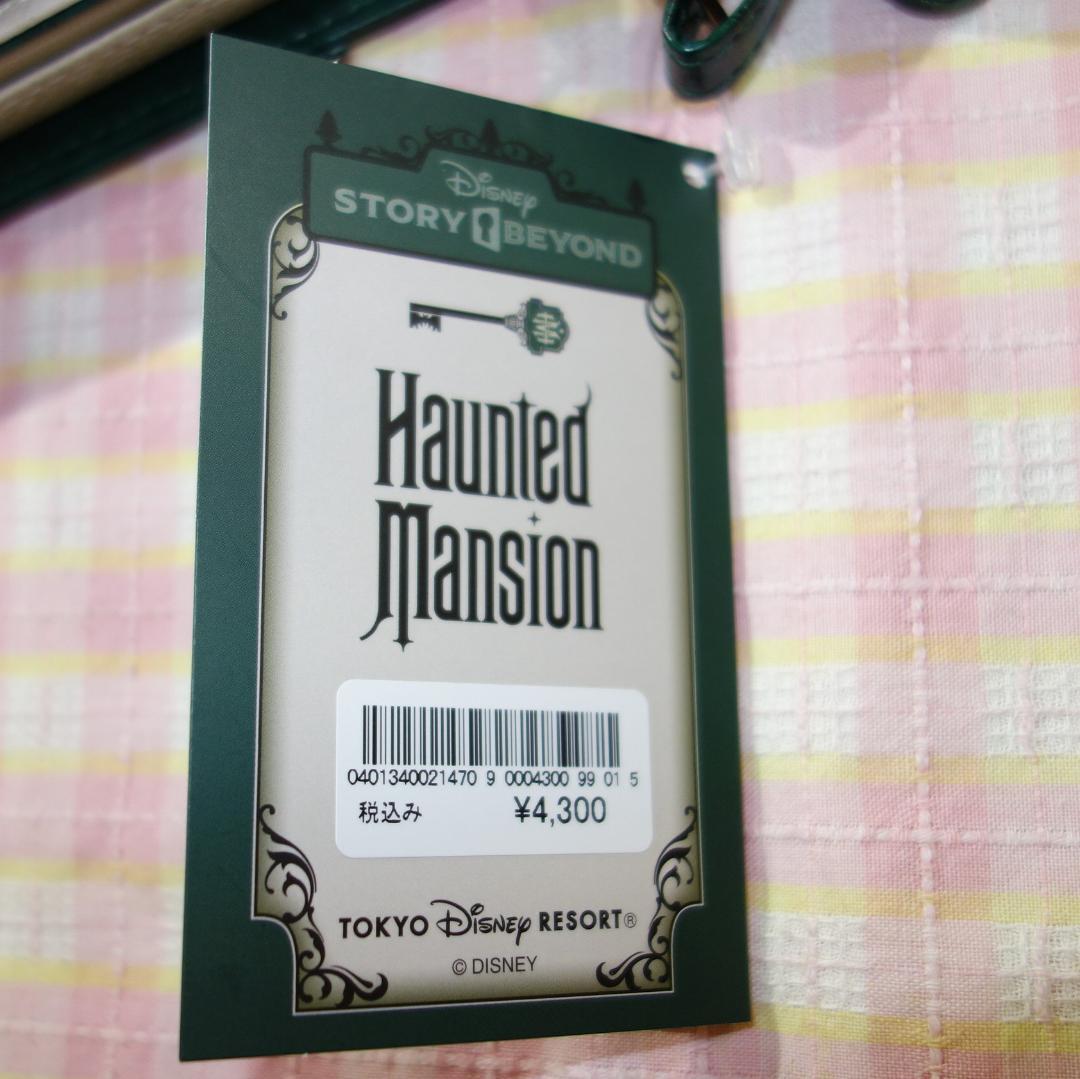 Disney
STORY BEYOND
HM
Haunted
Mansion
0401340021470 9 0004300 99 01 5
税込み ¥4,300
TOKYO Disney RESORT®
© DISNEY